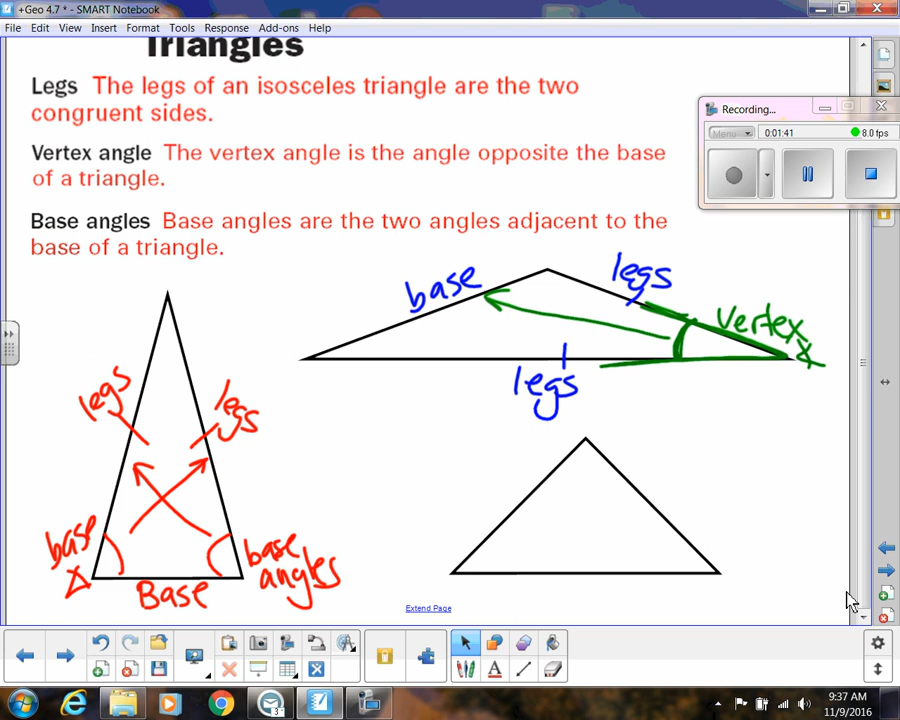 +Geo 4.7 * - SMART Notebook
File Edit View Insert Format Tools Response Add-ons Help
Triangles
Legs The legs of an isosceles triangle are the two
congruent sides.
Recording...
Menu
0:01:41
8.0 fps
Vertex angle The vertex angle is the angle opposite the base
of a triangle.
Base angles Base angles are the two angles adjacent to the
base of a triangle.
base
legs
vertex
legs
legs
legs
base
base
angles
Base
Extend Page
9:37 AM
11/9/2016